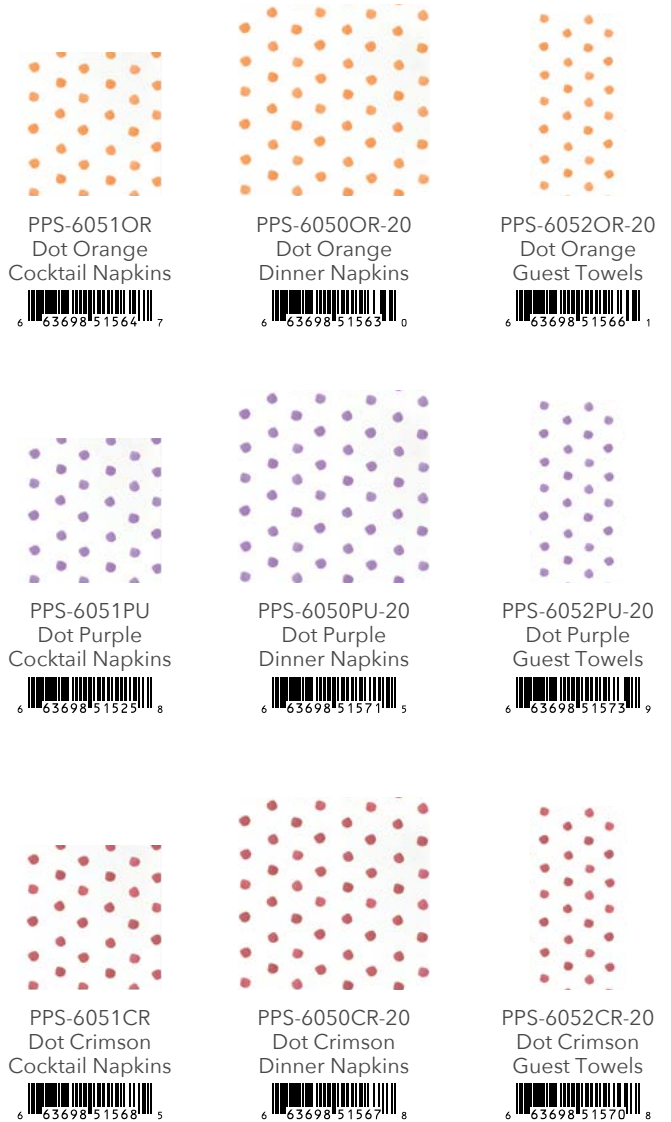 PPS-6051OR
Dot Orange
Cocktail Napkins
6 63698 51564 7
PPS-6050OR-20
Dot Orange
Dinner Napkins
6 63698 51563 0
PPS-6052OR-20
Dot Orange
Guest Towels
6 63698 51566 1
PPS-6051PU
Dot Purple
Cocktail Napkins
6 63698 51525 8
PPS-6050PU-20
Dot Purple
Dinner Napkins
6 63698 51571 5
PPS-6052PU-20
Dot Purple
Guest Towels
6 63698 51573 9
PPS-6051CR
Dot Crimson
Cocktail Napkins
6 63698 51568 5
PPS-6050CR-20
Dot Crimson
Dinner Napkins
6 63698 51567 8
PPS-6052CR-20
Dot Crimson
Guest Towels
6 63698 51570 8